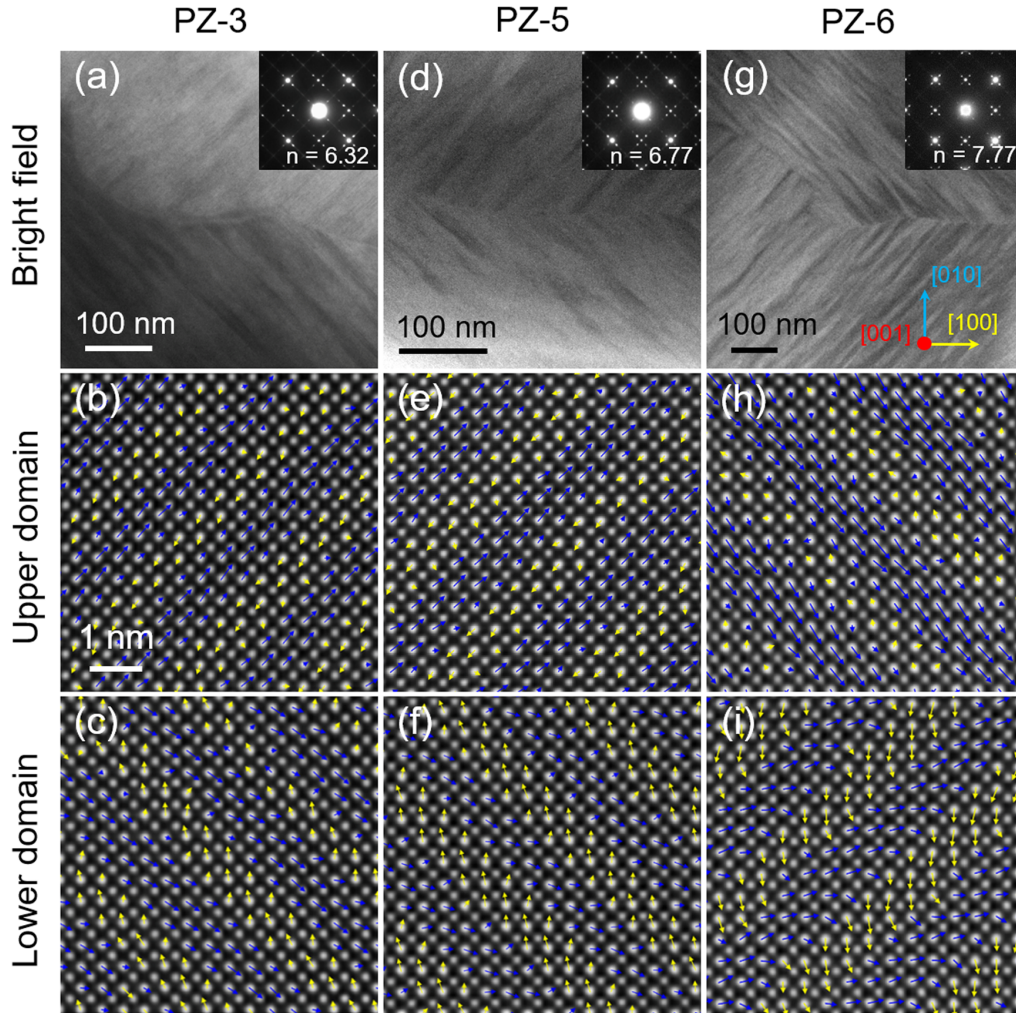 PZ-3
PZ-5
PZ-6
Bright field
(a)
n = 6.32
100 nm
(d)
n = 6.77
100 nm
(g)
n = 7.77
[010]
[001]
[100]
100 nm
Upper domain
(b)
1 nm
(e)
(h)
Lower domain
(c)
(f)
(i)